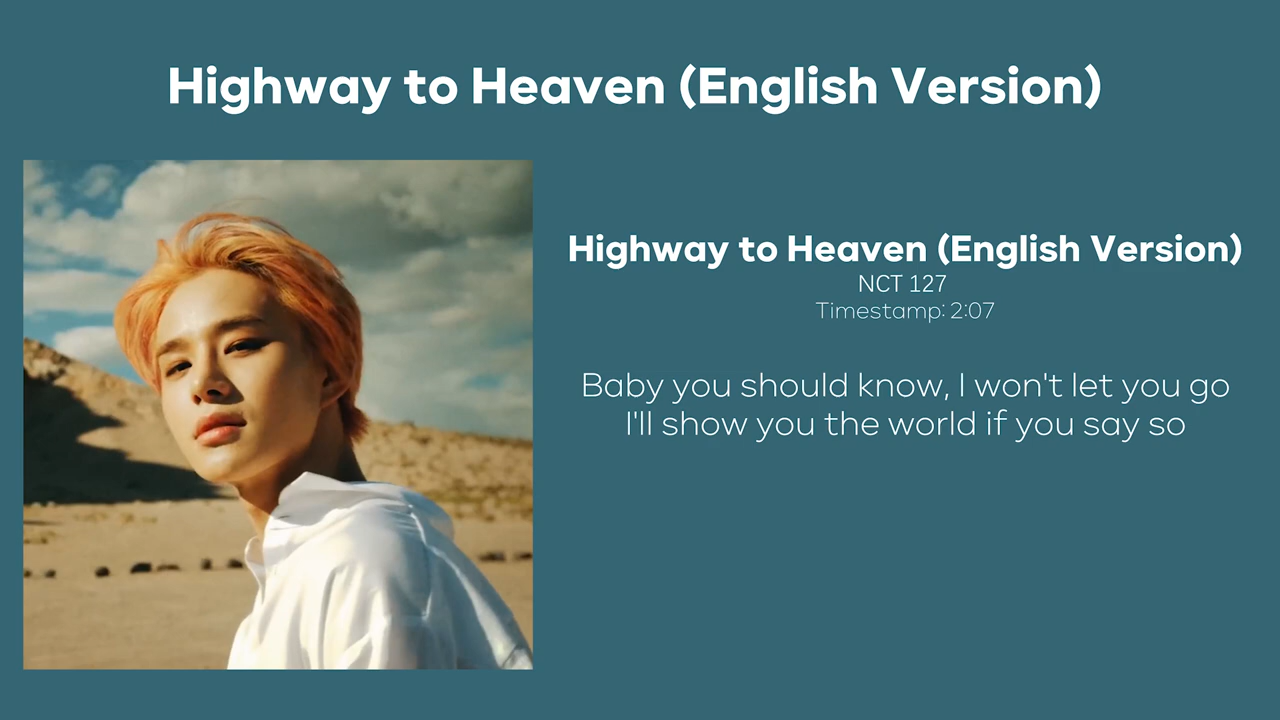 Highway to Heaven (English Version)
Highway to Heaven (English Version)
NCT 127
Timestamp: 2:07
Baby you should know, I won't let you go
I'll show you the world if you say so